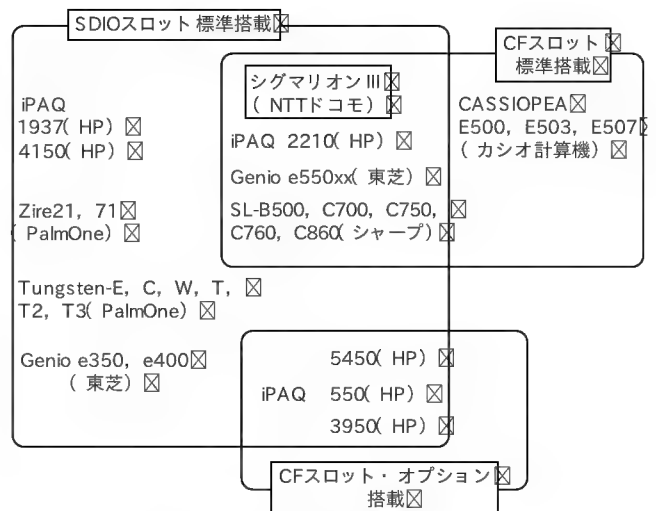 SDIOスロット標準搭載
CFスロット
標準搭載
シグマリオンⅢ
(NTTドコモ)
iPAQ
1937(HP)
4150(HP)
CASSIOPEA
E500, E503, E507
(カシオ計算機)
iPAQ 2210(HP)
Genio e550xx(東芝)
Zire21, 71
(PalmOne)
SL-B500, C700, C750,
C760, C860(シャープ)
Tungsten-E, C, W, T,
T2, T3(PalmOne)
Genio e350, e400
(東芝)
5450(HP)
iPAQ 550(HP)
3950(HP)
CFスロット・オプション
搭載